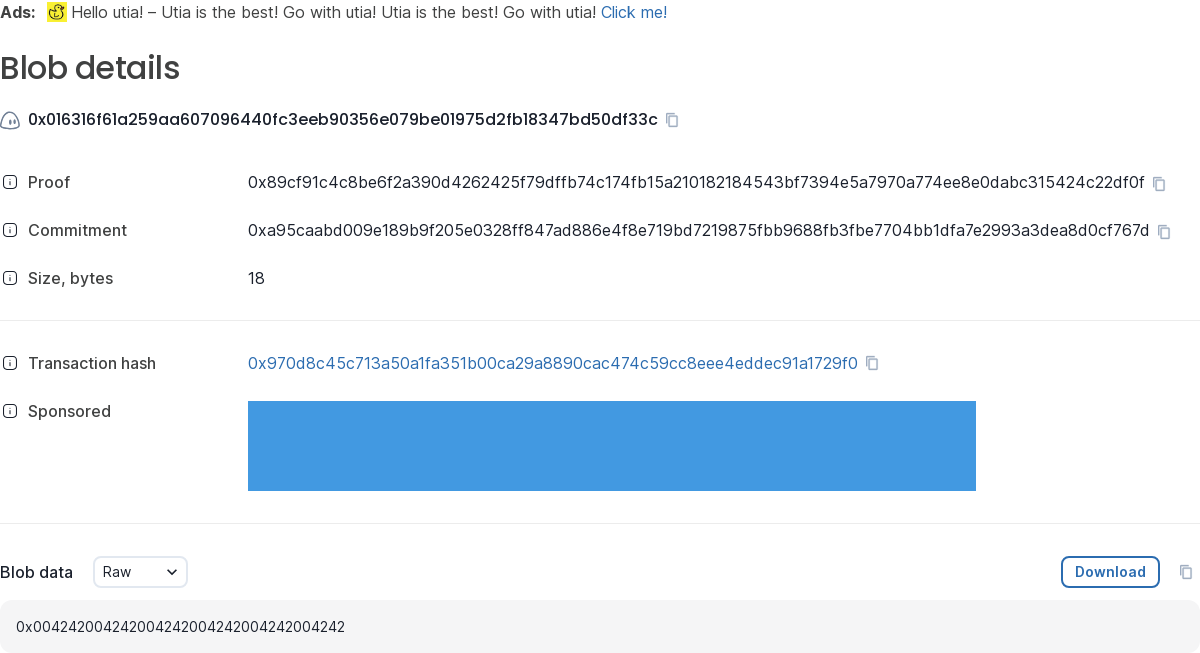 Ads: Hello utia! – Utia is the best! Go with utia! Utia is the best! Go with utia! Click me!
Blob details
0x016316f61a259aa607096440fc3eeb90356e079be01975d2fb18347bd50df33c
Proof 0x89cf91c4c8be6f2a390d4262425f79dffb74c174fb15a210182184543bf7394e5a7970a774ee8e0dabc315424c22df0f
Commitment 0xa95caabd009e189b9f205e0328ff847ad886e4f8e719bd7219875fbb9688fb3fbe7704bb1dfa7e2993a3dea8d0cf767d
Size, bytes 18
Transaction hash 0x970d8c45c713a50a1fa351b00ca29a8890cac474c59cc8eee4eddec91a1729f0
Sponsored
Blob data Raw Download
0x004242004242004242004242004242004242